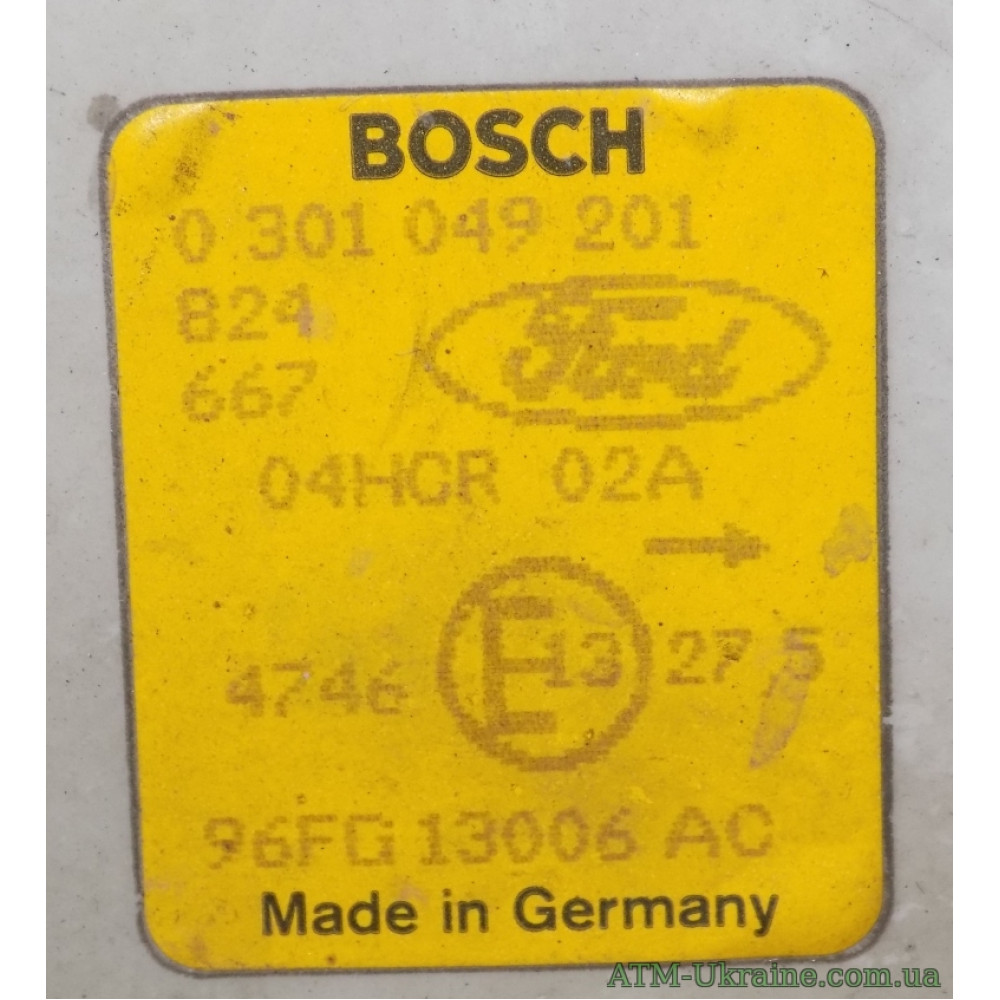 BOSCH
0 301 049 201
824
Ford
667
04HCR 02A
4746 E 13 27.5
96FG 13006 AC
Made in Germany
ATM-Ukraine.com.ua